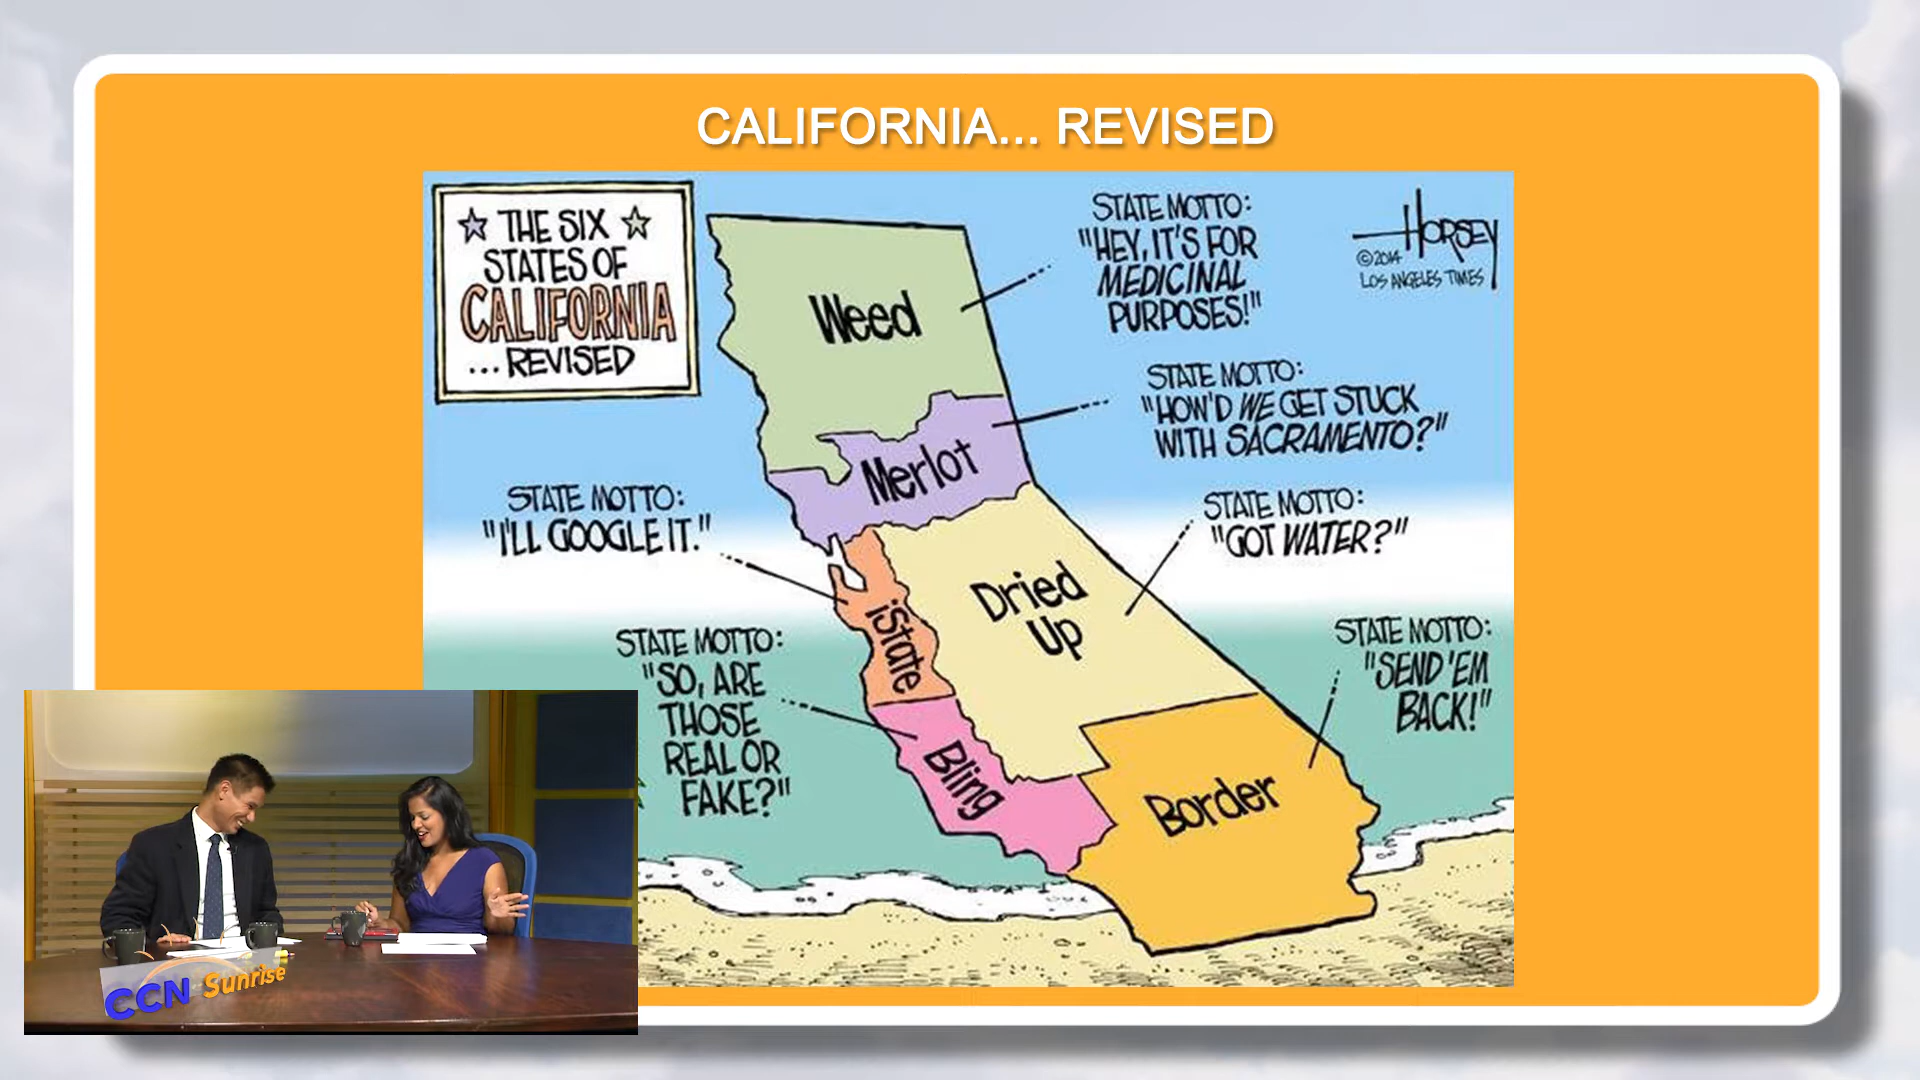 CALIFORNIA... REVISED
★ THE SIX ★
STATES OF
CALIFORNIA
...REVISED
STATE MOTTO:
"HEY, IT'S FOR
MEDICINAL
PURPOSES!"
HORSEY
©2014
LOS ANGELES TIMES
Weed
STATE MOTTO:
"HOW'D WE GET STUCK
WITH SACRAMENTO?"
Merlot
STATE MOTTO:
"I'LL GOOGLE IT."
STATE MOTTO:
"GOT WATER?"
Dried
Up
iState
STATE MOTTO:
"SO, ARE
THOSE
REAL OR
FAKE?"
STATE MOTTO:
"SEND 'EM
BACK!"
Bling
Border
CCN Sunrise